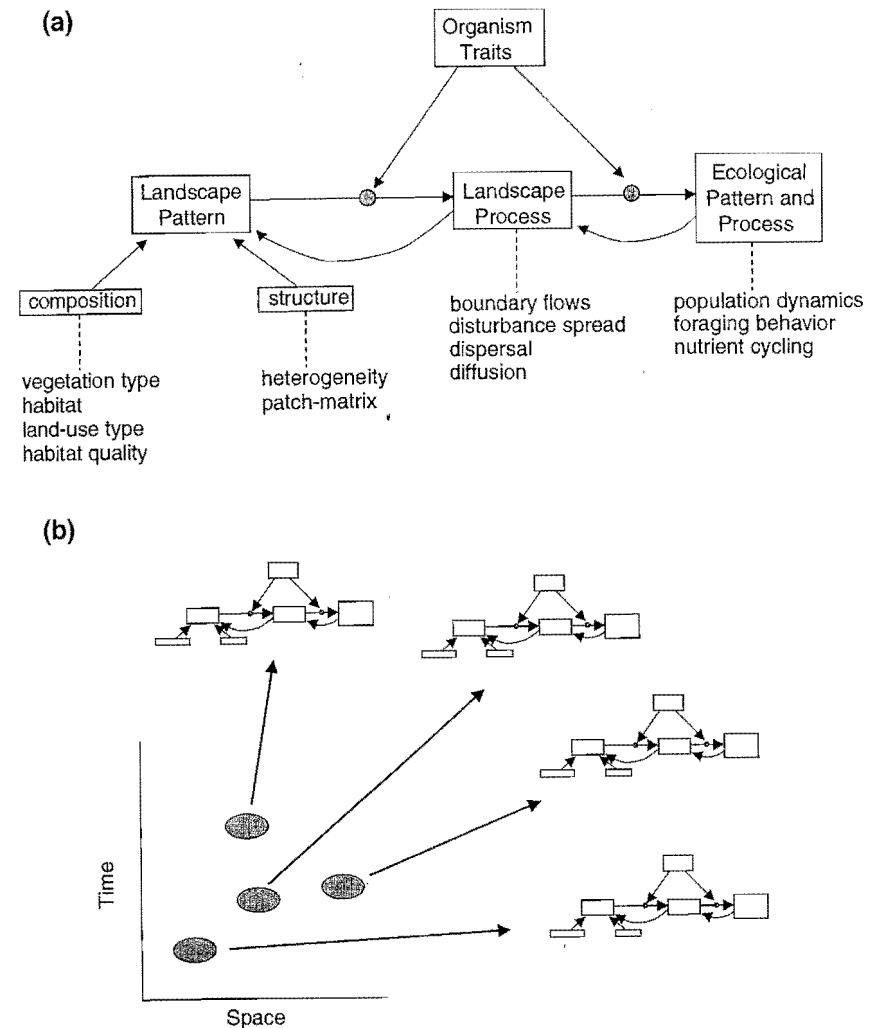 (a)
Organism
Traits
Landscape
Pattern
Landscape
Process
Ecological
Pattern and
Process
composition
structure
vegetation type
habitat
land-use type
habitat quality
heterogeneity
patch-matrix
boundary flows
disturbance spread
dispersal
diffusion
population dynamics
foraging behavior
nutrient cycling
(b)
Time
Space